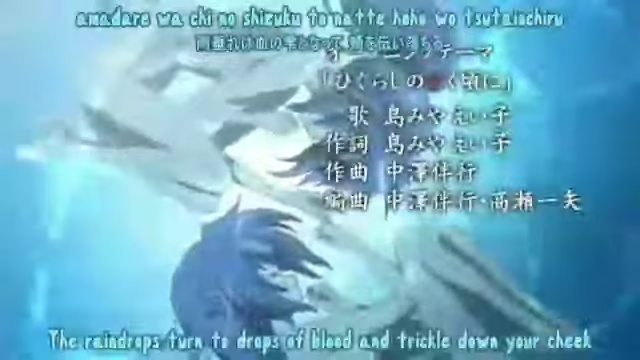 amadare wa chi no shizuku to natte hoho wo tsutaiochiru
雨垂れは血の雫となって 頬を伝いおちる
オープニングテーマ
「ひぐらしのなく頃に」
歌 島みやえい子
作詞 島みやえい子
作曲 中澤伴行
編曲 中澤伴行・高瀬一矢
The raindrops turn to drops of blood and trickle down your cheek